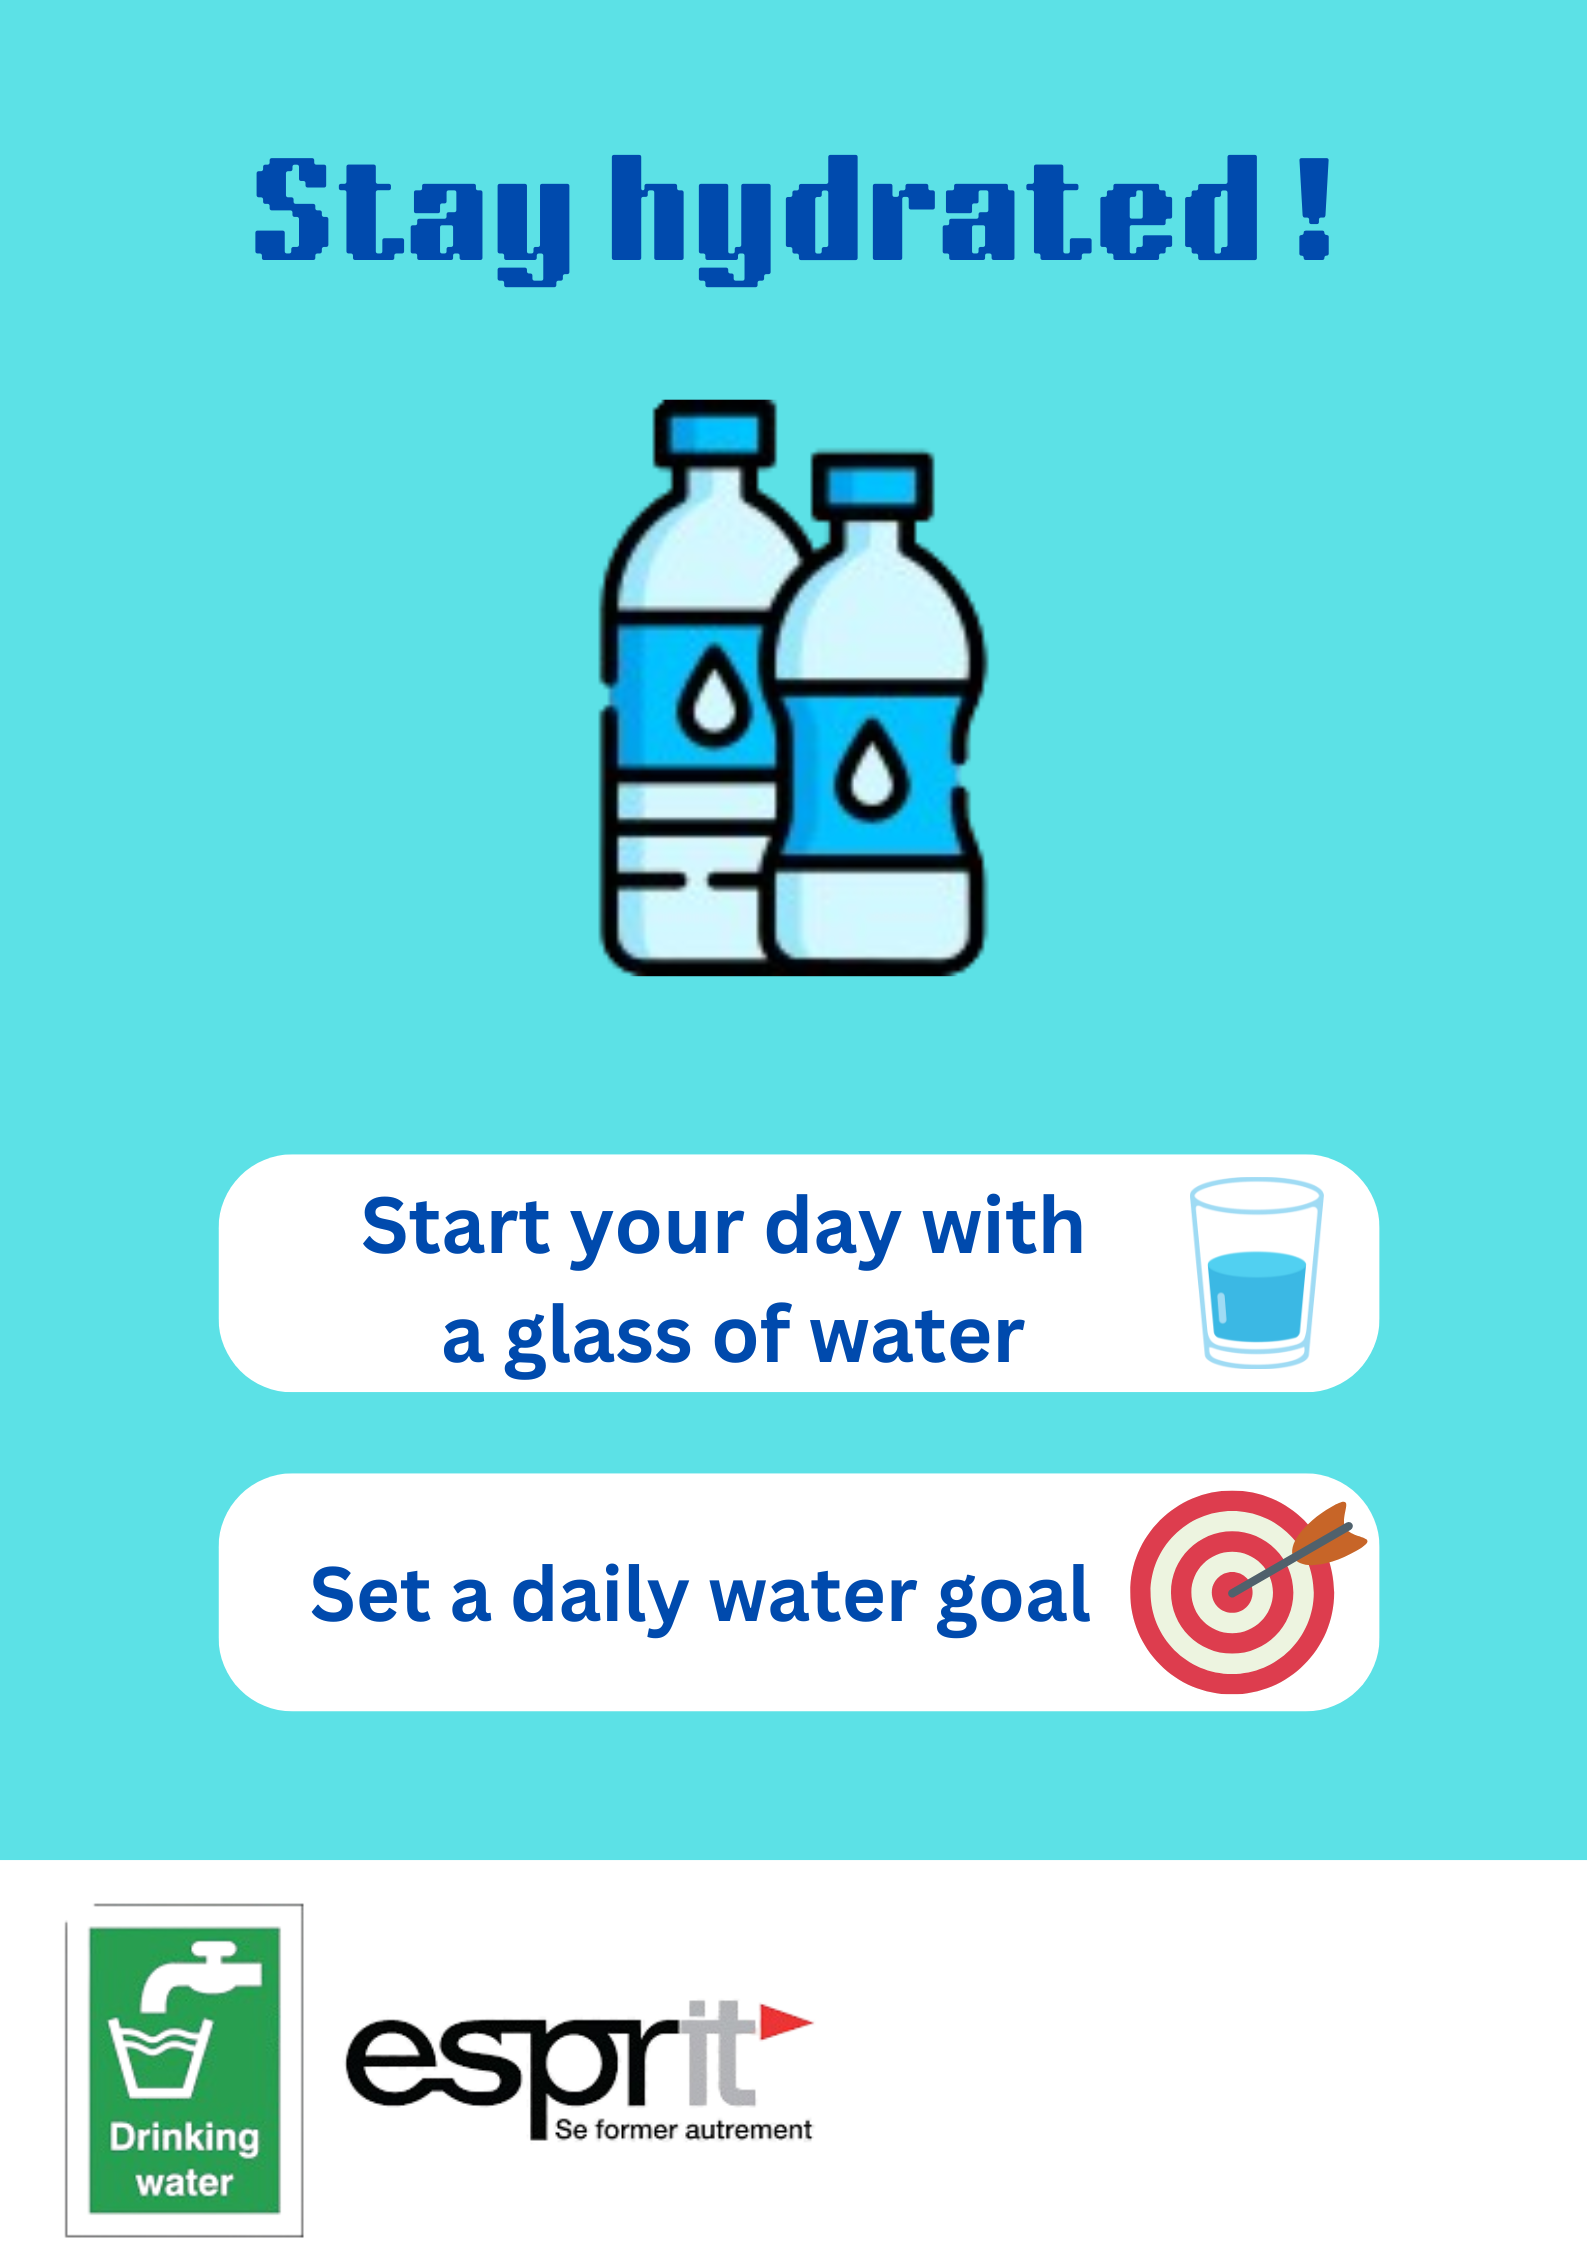 Stay hydrated !
Start your day with
a glass of water
Set a daily water goal
Drinking
water
esprit
Se former autrement